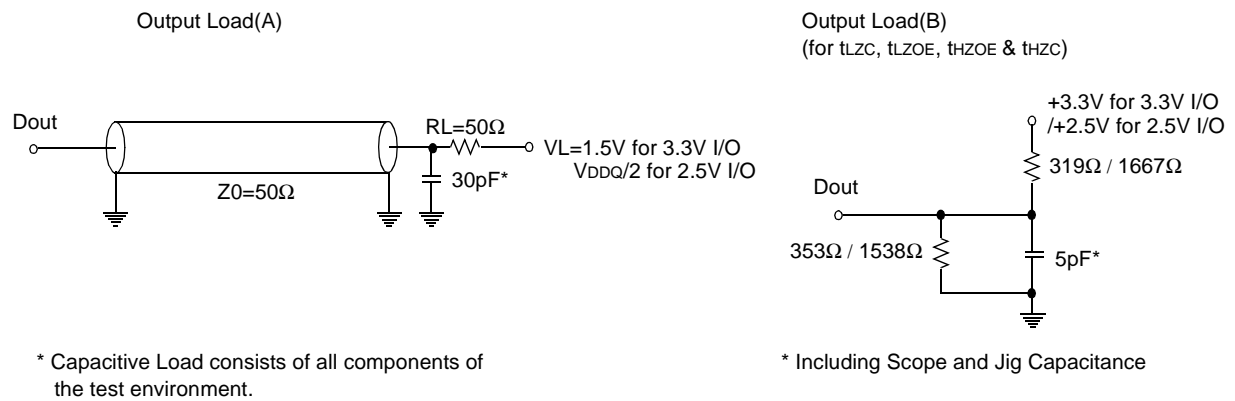 Output Load(A)
Dout
Z0=50Ω
RL=50Ω
30pF*
VL=1.5V for 3.3V I/O
VDDQ/2 for 2.5V I/O
* Capacitive Load consists of all components of
the test environment.
Output Load(B)
(for tLZC, tLZOE, tHZOE & tHZC)
+3.3V for 3.3V I/O
/+2.5V for 2.5V I/O
319Ω / 1667Ω
Dout
353Ω / 1538Ω
5pF*
* Including Scope and Jig Capacitance